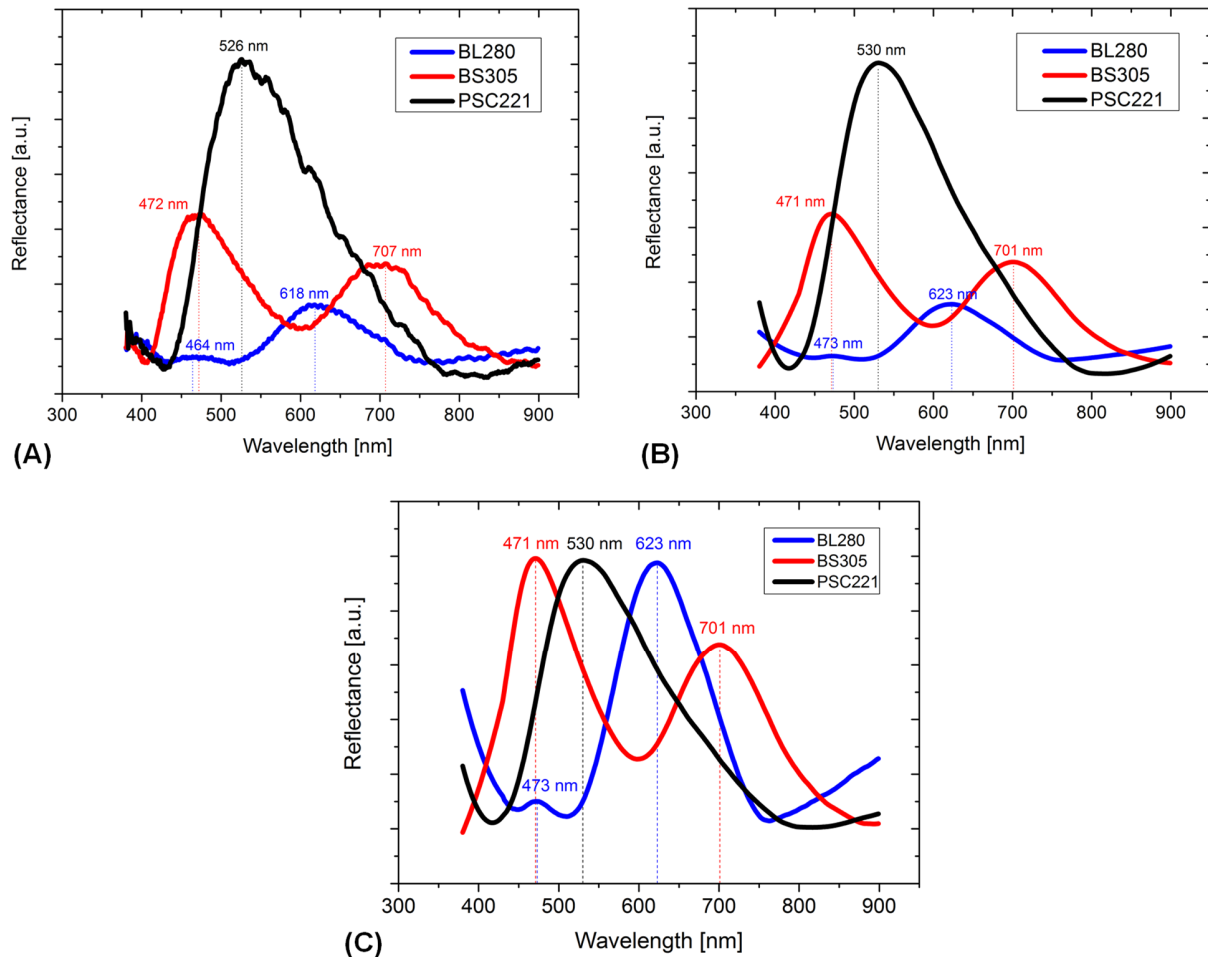 526 nm
BL280
BS305
PSC221
472 nm
707 nm
618 nm
464 nm
Reflectance [a.u.]
300 400 500 600 700 800 900
Wavelength [nm]
(A)
530 nm
BL280
BS305
PSC221
471 nm
701 nm
623 nm
473 nm
Reflectance [a.u.]
300 400 500 600 700 800 900
Wavelength [nm]
(B)
471 nm 530 nm 623 nm
BL280
BS305
PSC221
701 nm
473 nm
Reflectance [a.u.]
300 400 500 600 700 800 900
Wavelength [nm]
(C)